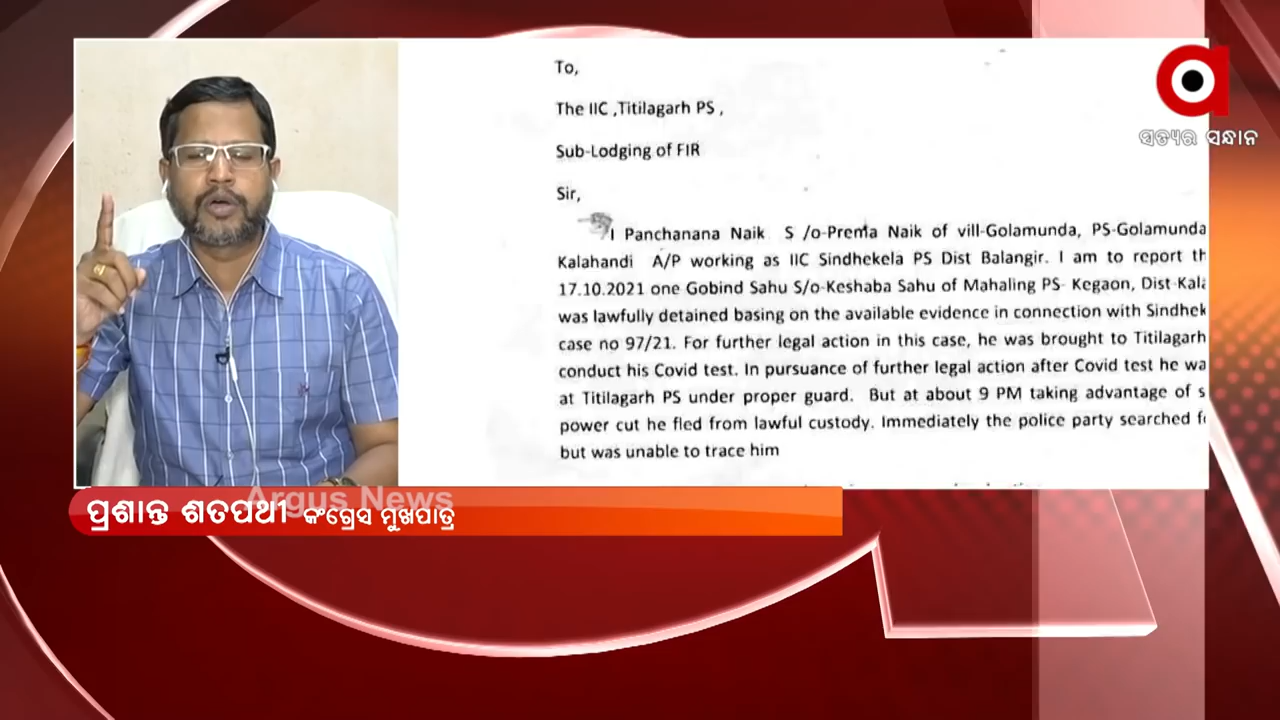 To,
The IIC ,Titilagarh PS ,
Sub-Lodging of FIR
Sir,
I Panchanana Naik S /o-Prema Naik of vill-Golamunda, PS-Golamunda
Kalahandi A/P working as IIC Sindhekela PS Dist Balangir. I am to report th
17.10.2021 one Gobind Sahu S/o-Keshaba Sahu of Mahaling PS- Kegaon, Dist-Kala
was lawfully detained basing on the available evidence in connection with Sindhek
case no 97/21. For further legal action in this case, he was brought to Titilagarh
conduct his Covid test. In pursuance of further legal action after Covid test he wa
at Titilagarh PS under proper guard. But at about 9 PM taking advantage of s
power cut he fled from lawful custody. Immediately the police party searched fo
but was unable to trace him
ସତ୍ୟର ସନ୍ଧାନ
Argus News
ପ୍ରଶାନ୍ତ ଶତପଥୀ କଂଗ୍ରେସ ମୁଖପାତ୍ର